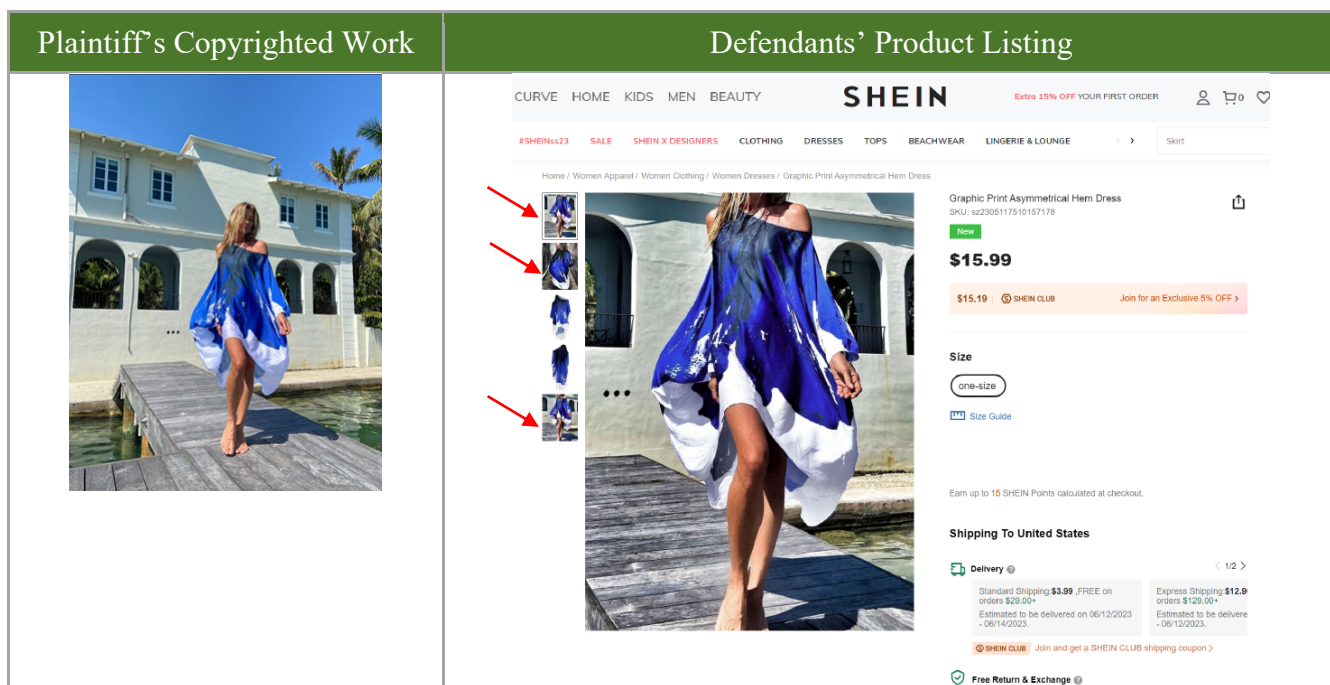 Plaintiff’s Copyrighted Work
Defendants’ Product Listing
CURVE HOME KIDS MEN BEAUTY
SHEIN
Extra 15% OFF YOUR FIRST ORDER
0
#SHEINss23 SALE SHEIN X DESIGNERS CLOTHING DRESSES TOPS BEACHWEAR LINGERIE & LOUNGE
Skirt
Home / Women Apparel / Women Clothing / Women Dresses / Graphic Print Asymmetrical Hem Dress
Graphic Print Asymmetrical Hem Dress
SKU: sz2305117510157178
New
$15.99
$15.19 SHEIN CLUB Join for an Exclusive 5% OFF >
Size
one-size
Size Guide
Earn up to 15 SHEIN Points calculated at checkout.
Shipping To United States
Delivery
1/2
Standard Shipping:$3.99 ,FREE on
orders $29.00+
Estimated to be delivered on 06/12/2023
- 06/14/2023.
Express Shipping:$12.9
orders $129.00+
Estimated to be delivere
- 06/12/2023.
SHEIN CLUB Join and get a SHEIN CLUB shipping coupon >
Free Return & Exchange